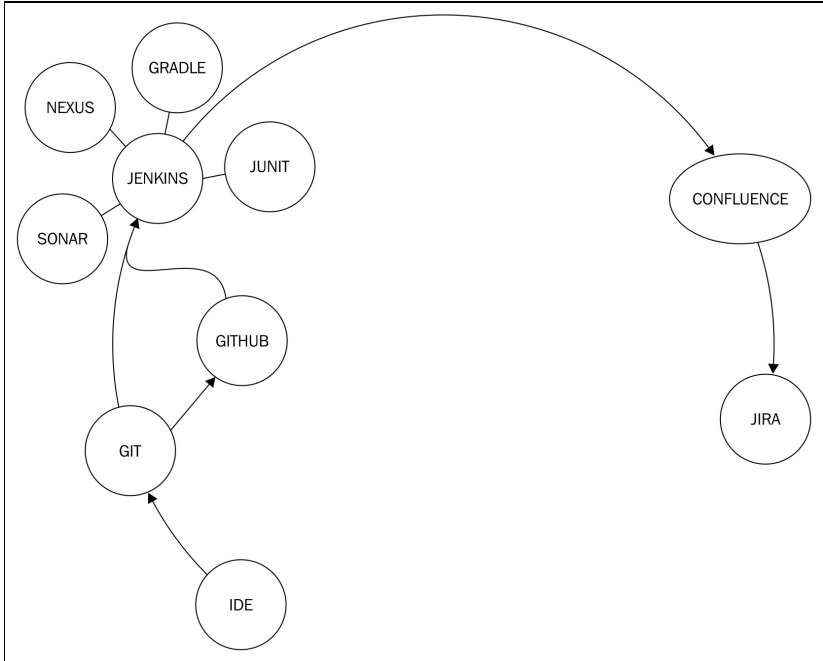 GRADLE
NEXUS
JUNIT
JENKINS
CONFLUENCE
SONAR
GITHUB
JIRA
GIT
IDE